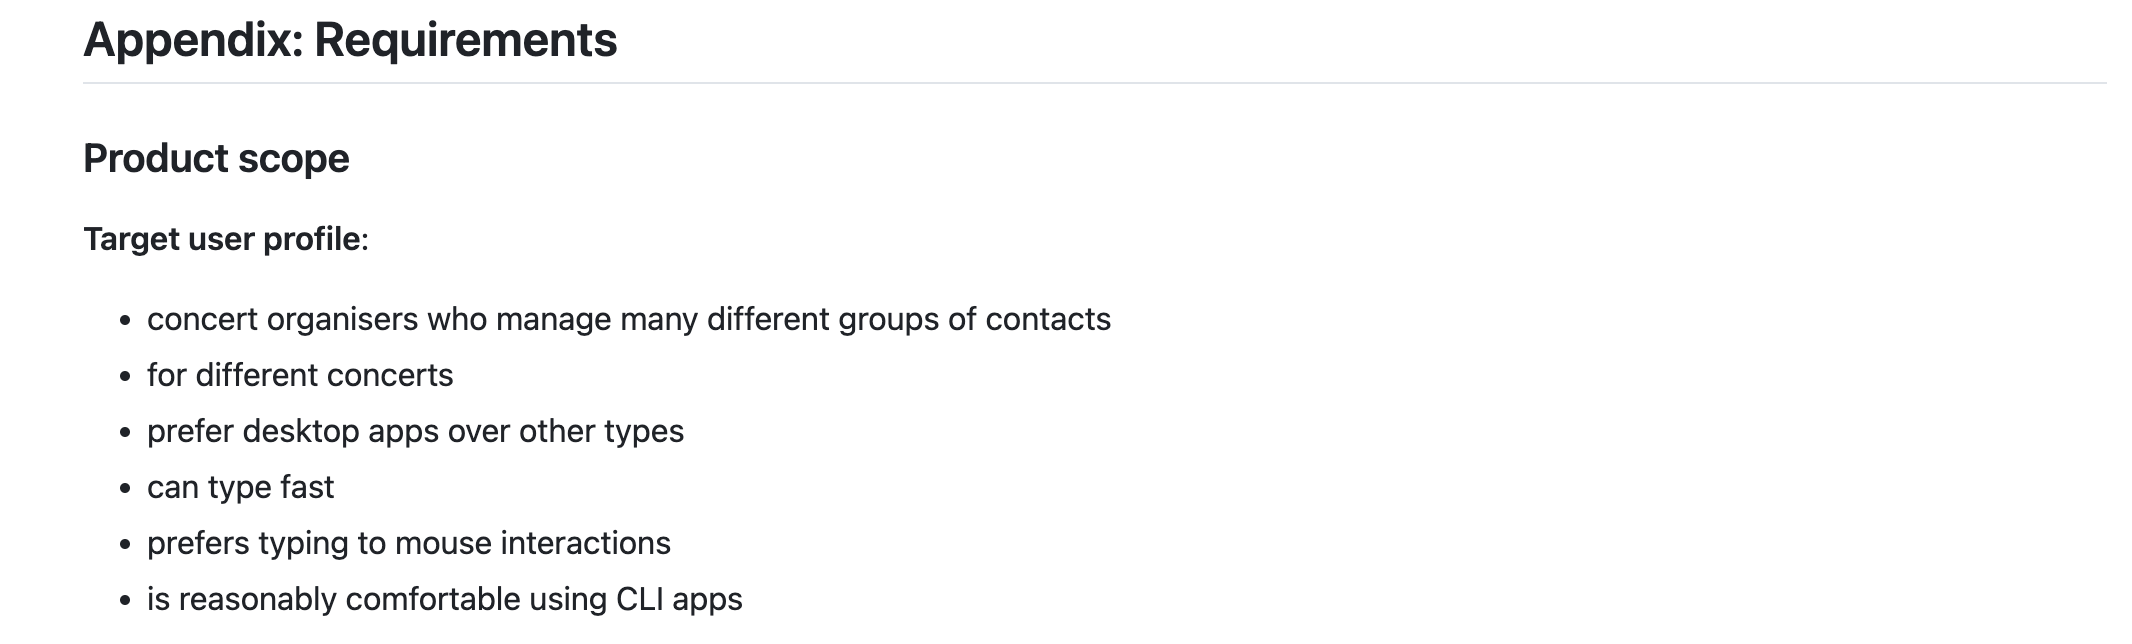 Appendix: Requirements
Product scope
Target user profile:
• concert organisers who manage many different groups of contacts
• for different concerts
• prefer desktop apps over other types
• can type fast
• prefers typing to mouse interactions
• is reasonably comfortable using CLI apps